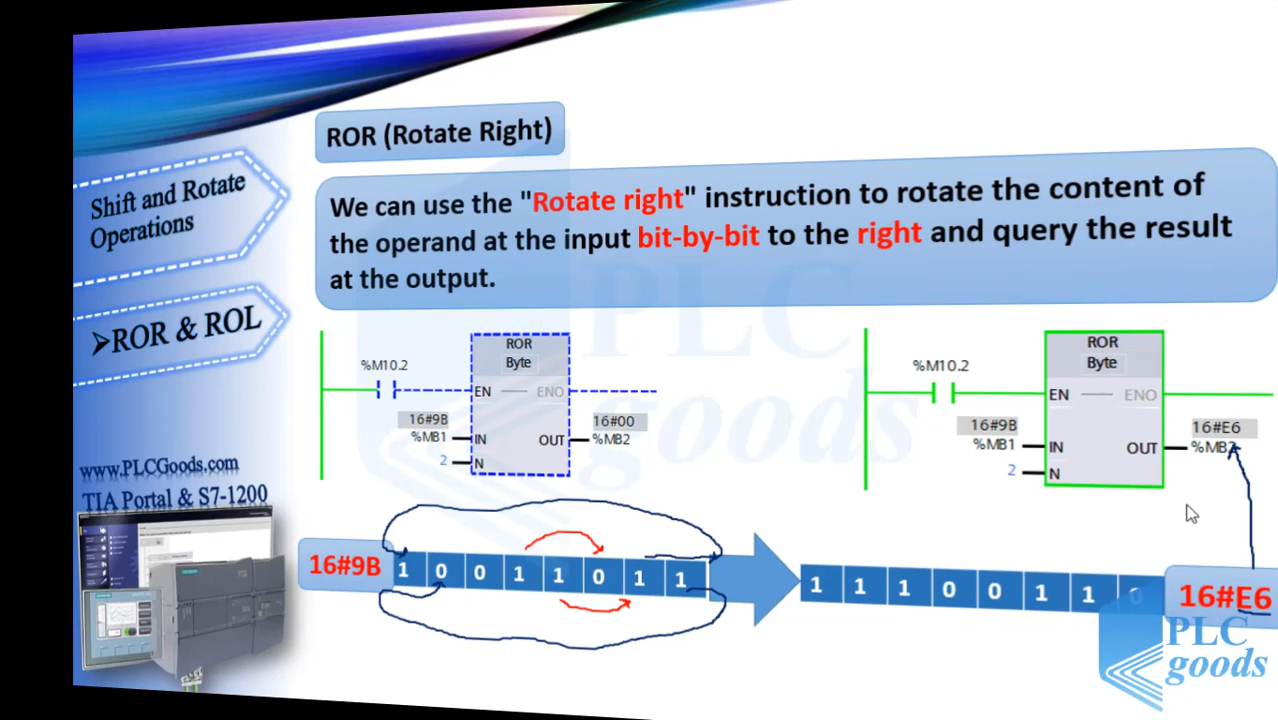 ROR (Rotate Right)
We can use the "Rotate right" instruction to rotate the content of
the operand at the input bit-by-bit to the right and query the result
at the output.
Shift and Rotate
Operations
➢ROR & ROL
www.PLCGoods.com
TIA Portal & S7-1200
%M10.2
ROR
Byte
EN
ENO
16#9B
%MB1
IN
OUT
16#00
%MB2
2
N
%M10.2
ROR
Byte
EN
ENO
16#9B
%MB1
IN
OUT
16#E6
%MB2
2
N
16#9B
1 0 0 1 1 0 1 1
1 1 1 0 0 1 1 0
16#E6
PLC
goods
PLC
goods